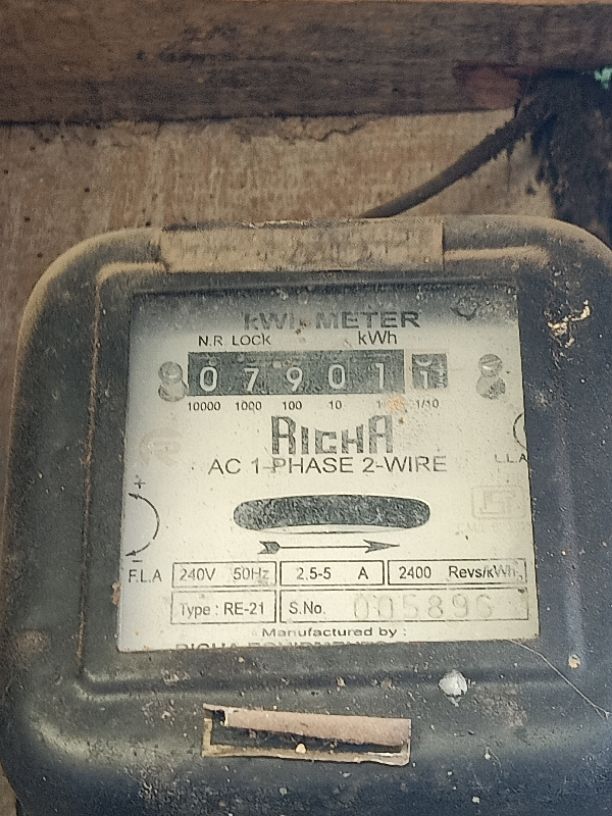 kWh METER
N.R LOCK kWh
0 7 9 0 1 1
10000 1000 100 10 1 1/10
RICHA
AC 1-PHASE 2-WIRE
L.L.A
+
-
F.L.A 240V 50Hz 2.5-5 A 2400 Revs/kWh
Type : RE-21 S.No. 005896
Manufactured by :